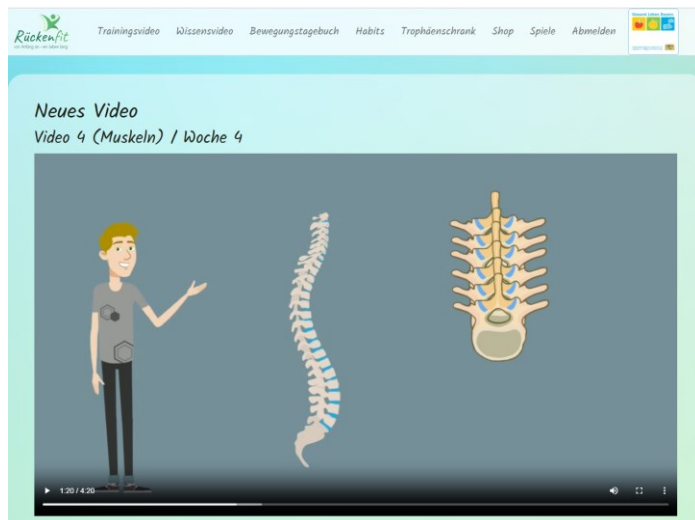 Rückenfit
Trainingsvideo Wissensvideo Bewegungstagebuch Habits Trophäenschrank Shop Spiele Abmelden
Neues Video
Video 4 (Muskeln) / Woche 4
1:20 / 4:20